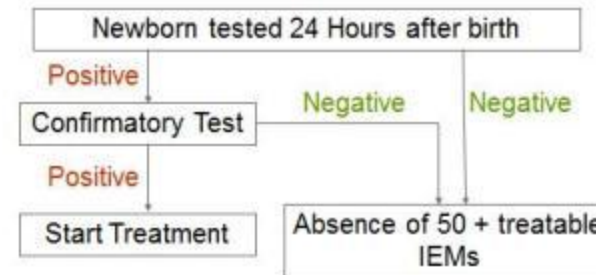 Newborn tested 24 Hours after birth
Positive
Negative
Negative
Confirmatory Test
Positive
Start Treatment
Absence of 50 + treatable
IEMs